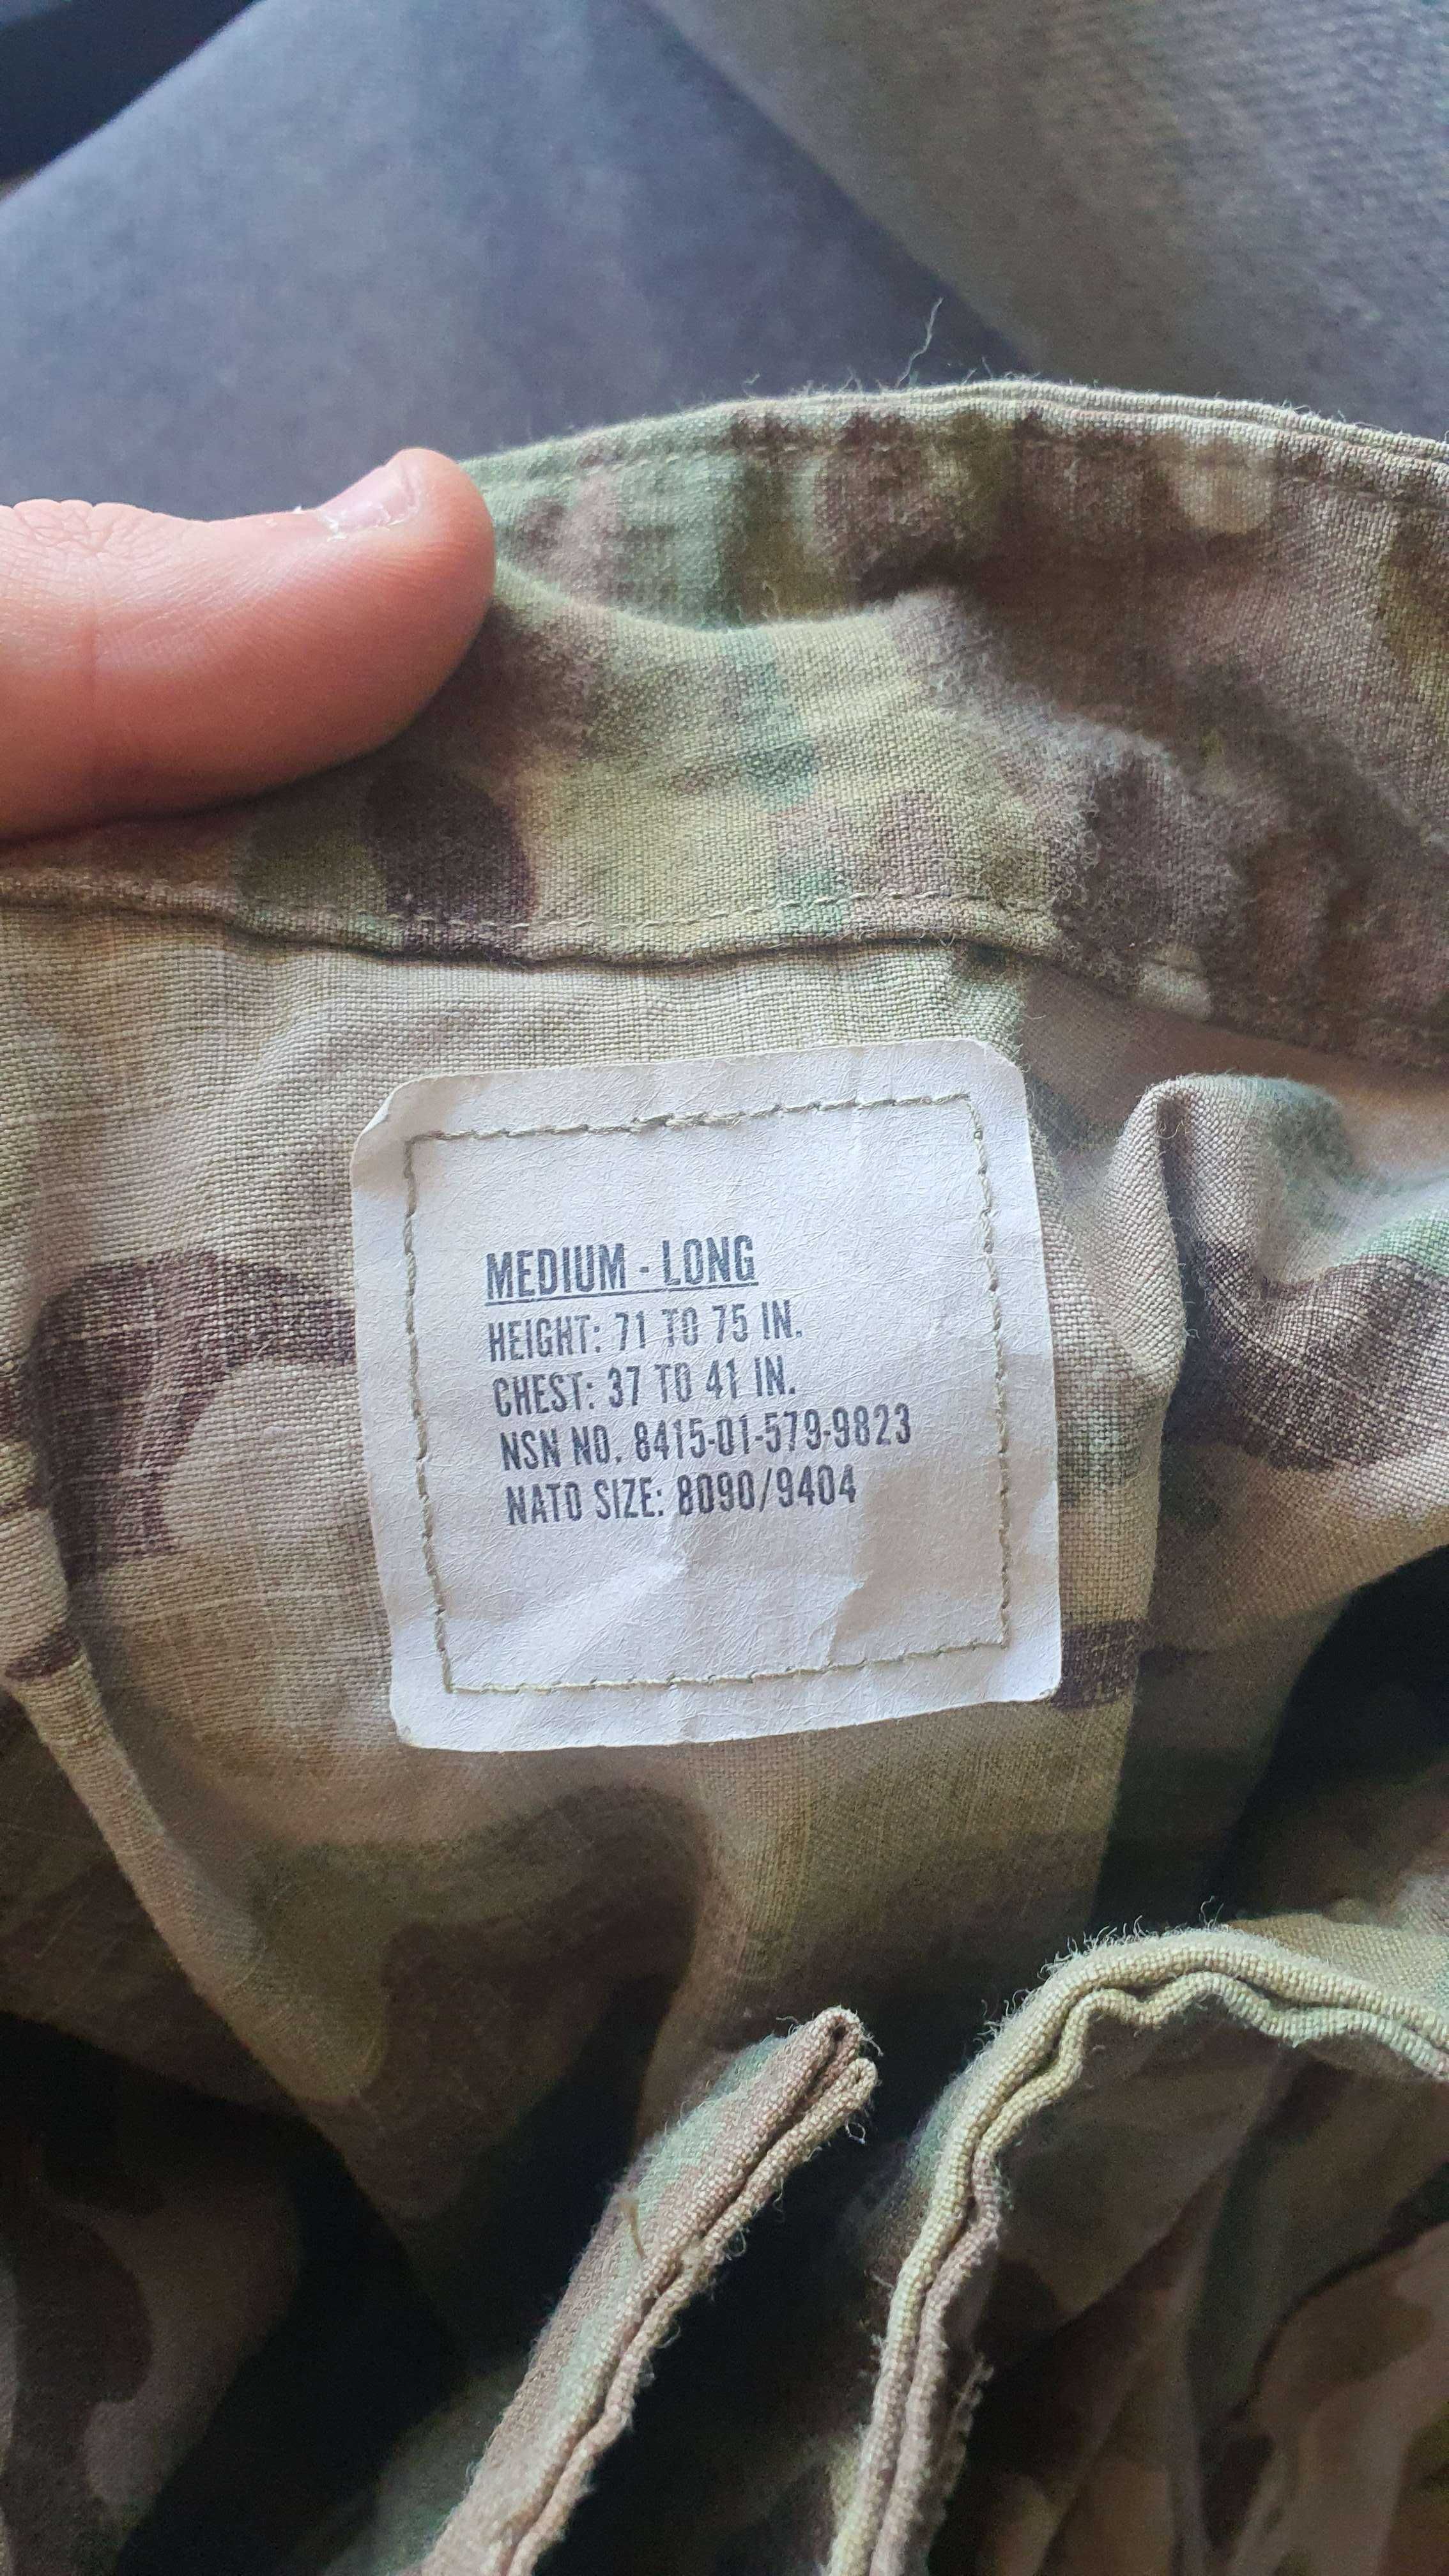 MEDIUM - LONG
HEIGHT: 71 TO 75 IN.
CHEST: 37 TO 41 IN.
NSN NO. 8415-01-579-9823
NATO SIZE: 8090/9404